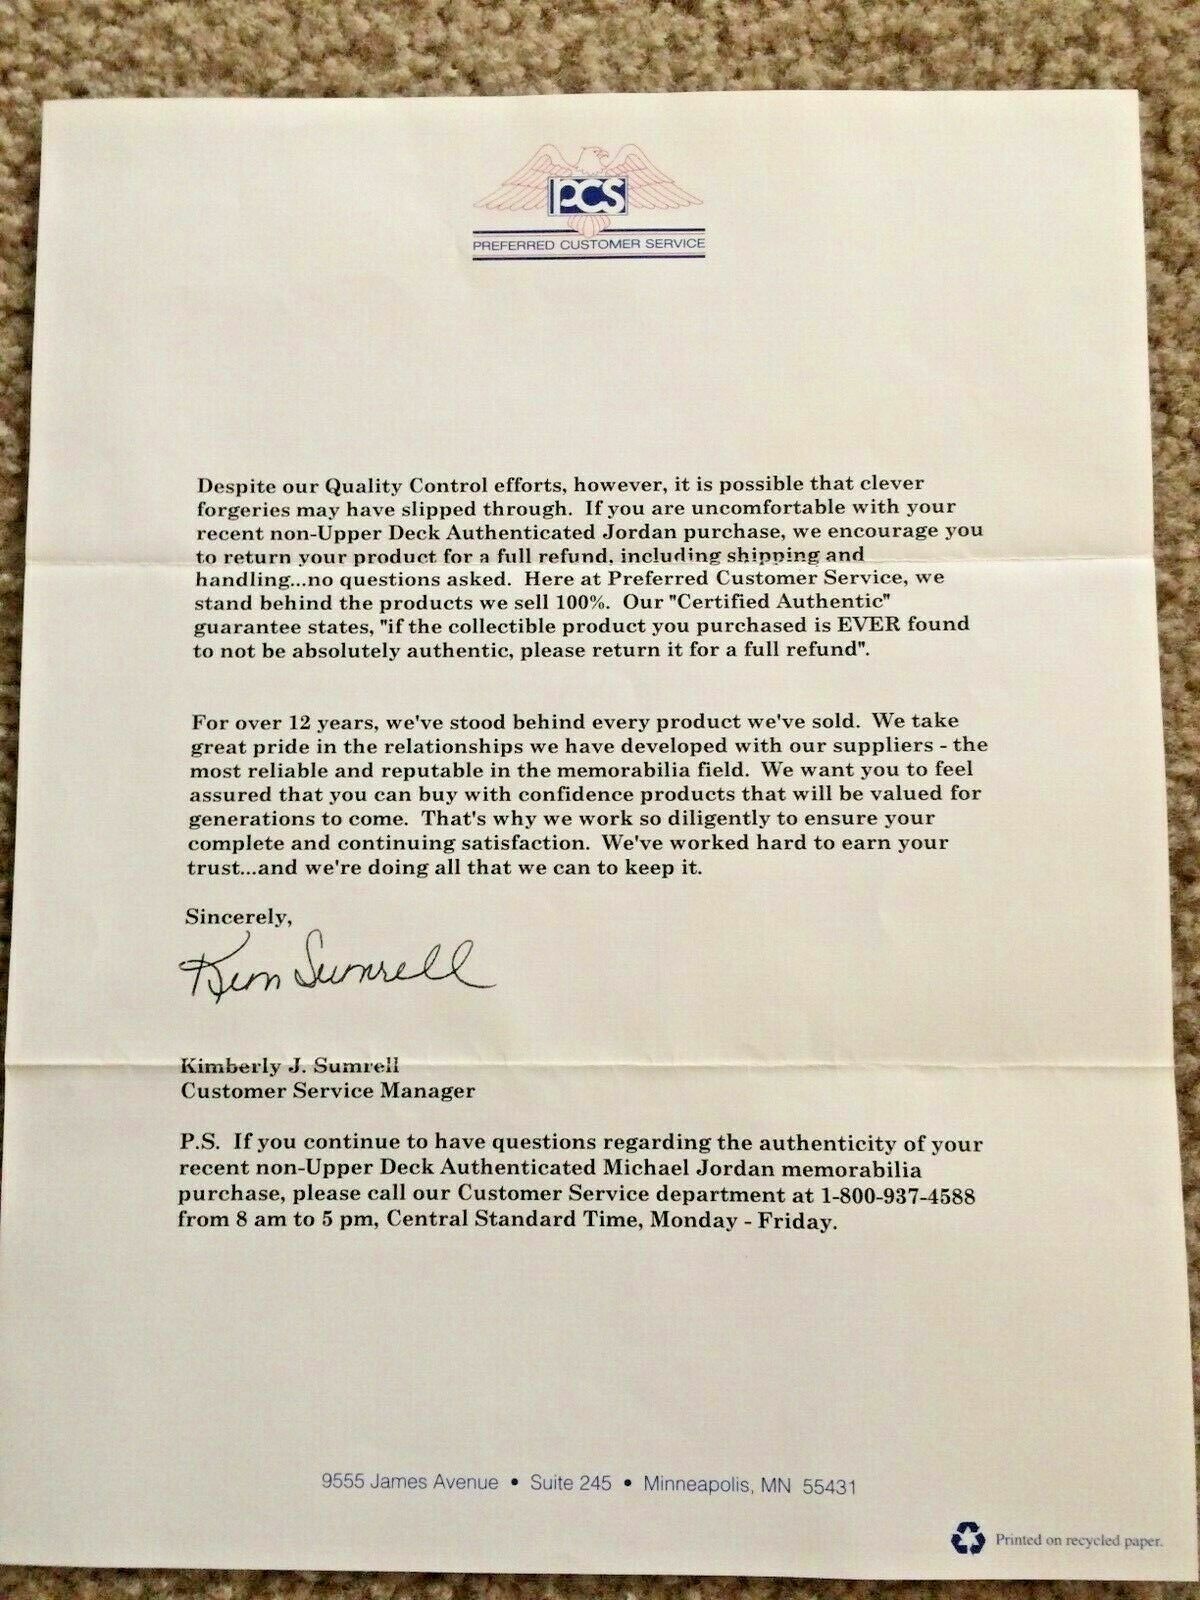 PCS
PREFERRED CUSTOMER SERVICE
Despite our Quality Control efforts, however, it is possible that clever
forgeries may have slipped through.  If you are uncomfortable with your
recent non-Upper Deck Authenticated Jordan purchase, we encourage you
to return your product for a full refund, including shipping and
handling...no questions asked.  Here at Preferred Customer Service, we
stand behind the products we sell 100%.  Our "Certified Authentic"
guarantee states, "if the collectible product you purchased is EVER found
to not be absolutely authentic, please return it for a full refund".
For over 12 years, we've stood behind every product we've sold.  We take
great pride in the relationships we have developed with our suppliers - the
most reliable and reputable in the memorabilia field.  We want you to feel
assured that you can buy with confidence products that will be valued for
generations to come.  That's why we work so diligently to ensure your
complete and continuing satisfaction.  We've worked hard to earn your
trust...and we're doing all that we can to keep it.
Sincerely,
Kim Sumrell
Kimberly J. Sumrell
Customer Service Manager
P.S.  If you continue to have questions regarding the authenticity of your
recent non-Upper Deck Authenticated Michael Jordan memorabilia
purchase, please call our Customer Service department at 1-800-937-4588
from 8 am to 5 pm, Central Standard Time, Monday - Friday.
9555 James Avenue • Suite 245 • Minneapolis, MN 55431
Printed on recycled paper.